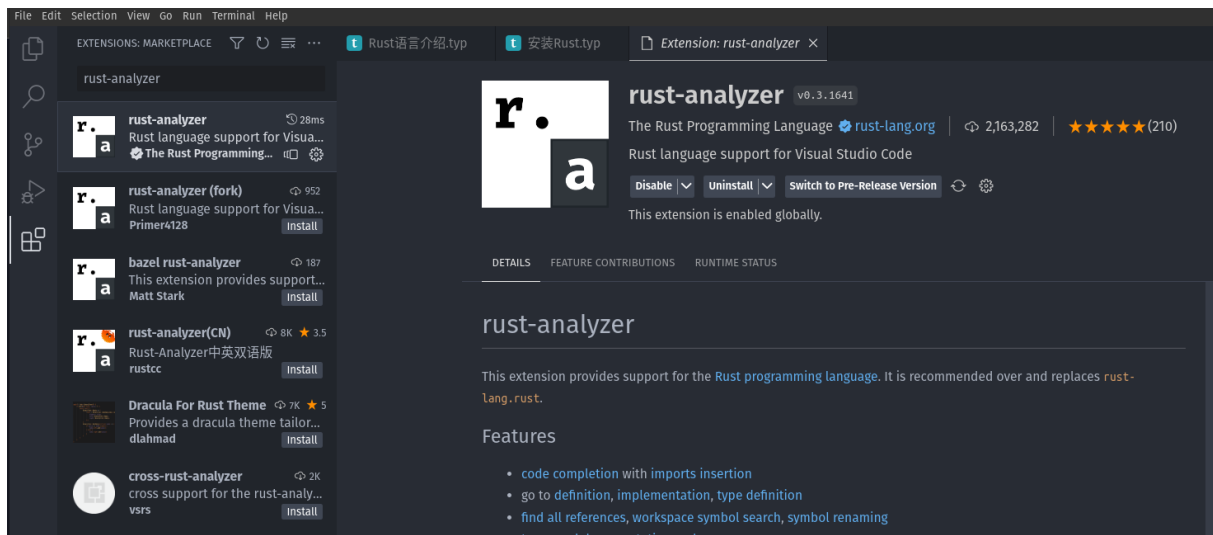 File Edit Selection View Go Run Terminal Help
EXTENSIONS: MARKETPLACE
Rust语言介绍.typ
安装Rust.typ
Extension: rust-analyzer
rust-analyzer
rust-analyzer
28ms
Rust language support for Visua...
The Rust Programming...
rust-analyzer (fork)
952
Rust language support for Visua...
Primer4128
Install
bazel rust-analyzer
187
This extension provides support...
Matt Stark
Install
rust-analyzer(CN)
8K ★ 3.5
Rust-Analyzer中英双语版
rustcc
Install
Dracula For Rust Theme
7K ★ 5
Provides a dracula theme tailor...
dlahmad
Install
cross-rust-analyzer
2K
cross support for the rust-analy...
vsrs
Install
r.
a
rust-analyzer v0.3.1641
The Rust Programming Language rust-lang.org 2,163,282 ★★★★★(210)
Rust language support for Visual Studio Code
Disable Uninstall Switch to Pre-Release Version
This extension is enabled globally.
DETAILS FEATURE CONTRIBUTIONS RUNTIME STATUS
rust-analyzer
This extension provides support for the Rust programming language. It is recommended over and replaces rust-
lang.rust.
Features
• code completion with imports insertion
• go to definition, implementation, type definition
• find all references, workspace symbol search, symbol renaming